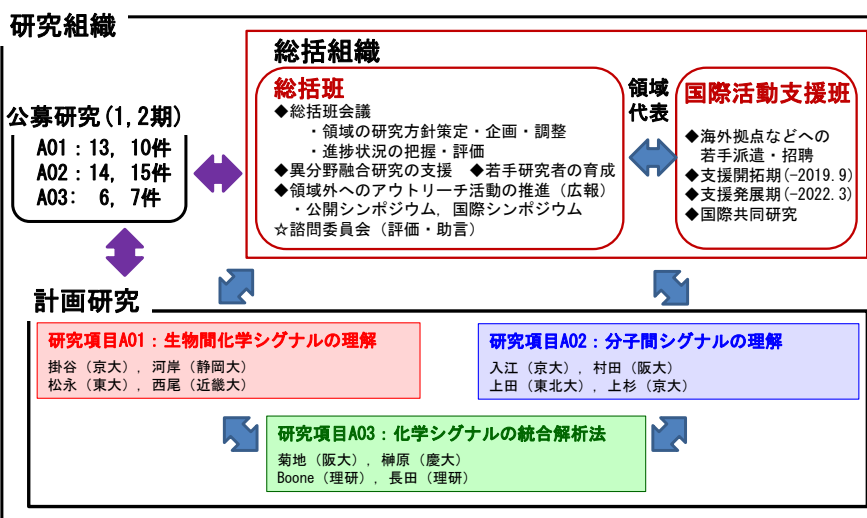 研究組織
総括組織
総括班
◆総括班会議
・領域の研究方針策定・企画・調整
・進捗状況の把握・評価
◆異分野融合研究の支援 ◆若手研究者の育成
◆領域外へのアウトリーチ活動の推進（広報）
・公開シンポジウム, 国際シンポジウム
☆諮問委員会（評価・助言）
領域
代表
国際活動支援班
◆海外拠点などへの
若手派遣・招聘
◆支援開拓期(-2019.9)
◆支援発展期(-2022.3)
◆国際共同研究
公募研究(1,2期)
A01：13, 10件
A02：14, 15件
A03: 6, 7件
計画研究
研究項目A01：生物間化学シグナルの理解
掛谷（京大）, 河岸（静岡大）
松永（東大）, 西尾（近畿大）
研究項目A02：分子間シグナルの理解
入江（京大）, 村田（阪大）
上田（東北大）, 上杉（京大）
研究項目A03：化学シグナルの統合解析法
菊地（阪大）, 榊原（慶大）
Boone（理研）, 長田（理研）